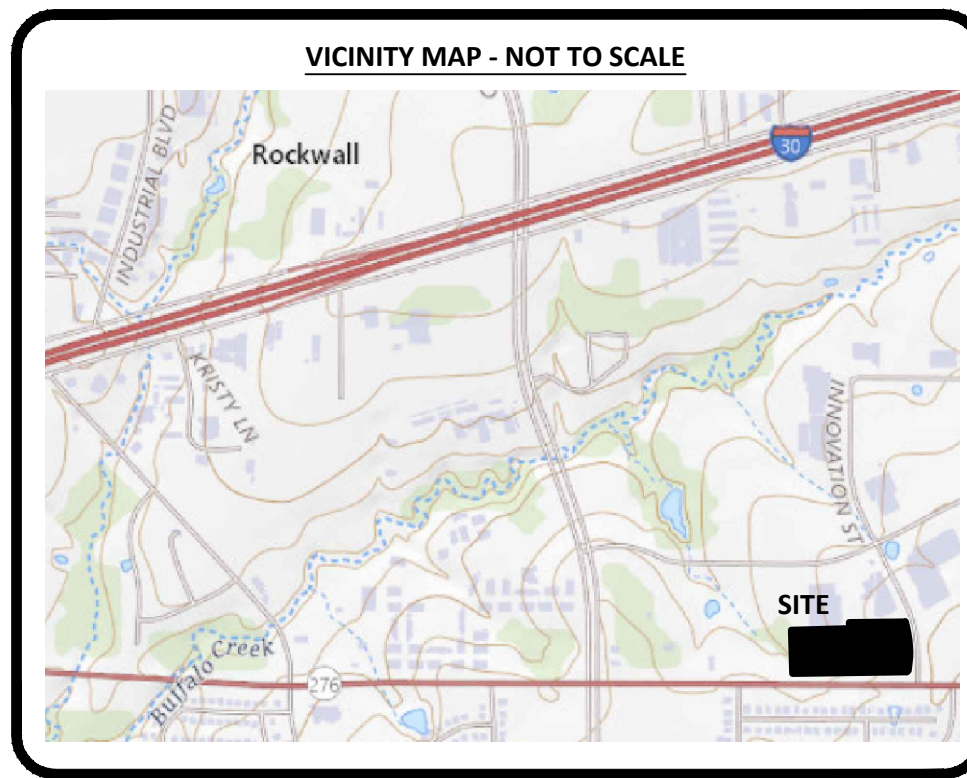 VICINITY MAP - NOT TO SCALE
Rockwall
INDUSTRIAL BLVD
30
KRISTY LN
INNOVATION ST
SITE
Buffalo Creek
276